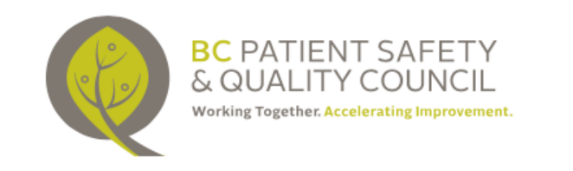 BC PATIENT SAFETY
& QUALITY COUNCIL
Working Together. Accelerating Improvement.